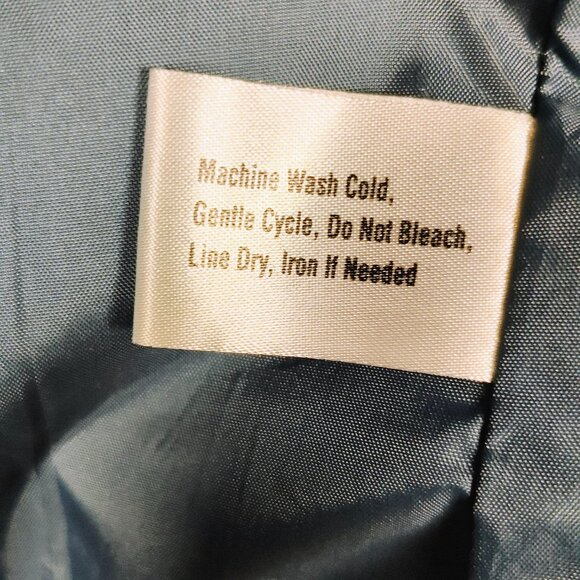 Machine Wash Cold,
Gentle Cycle, Do Not Bleach,
Line Dry, Iron If Needed